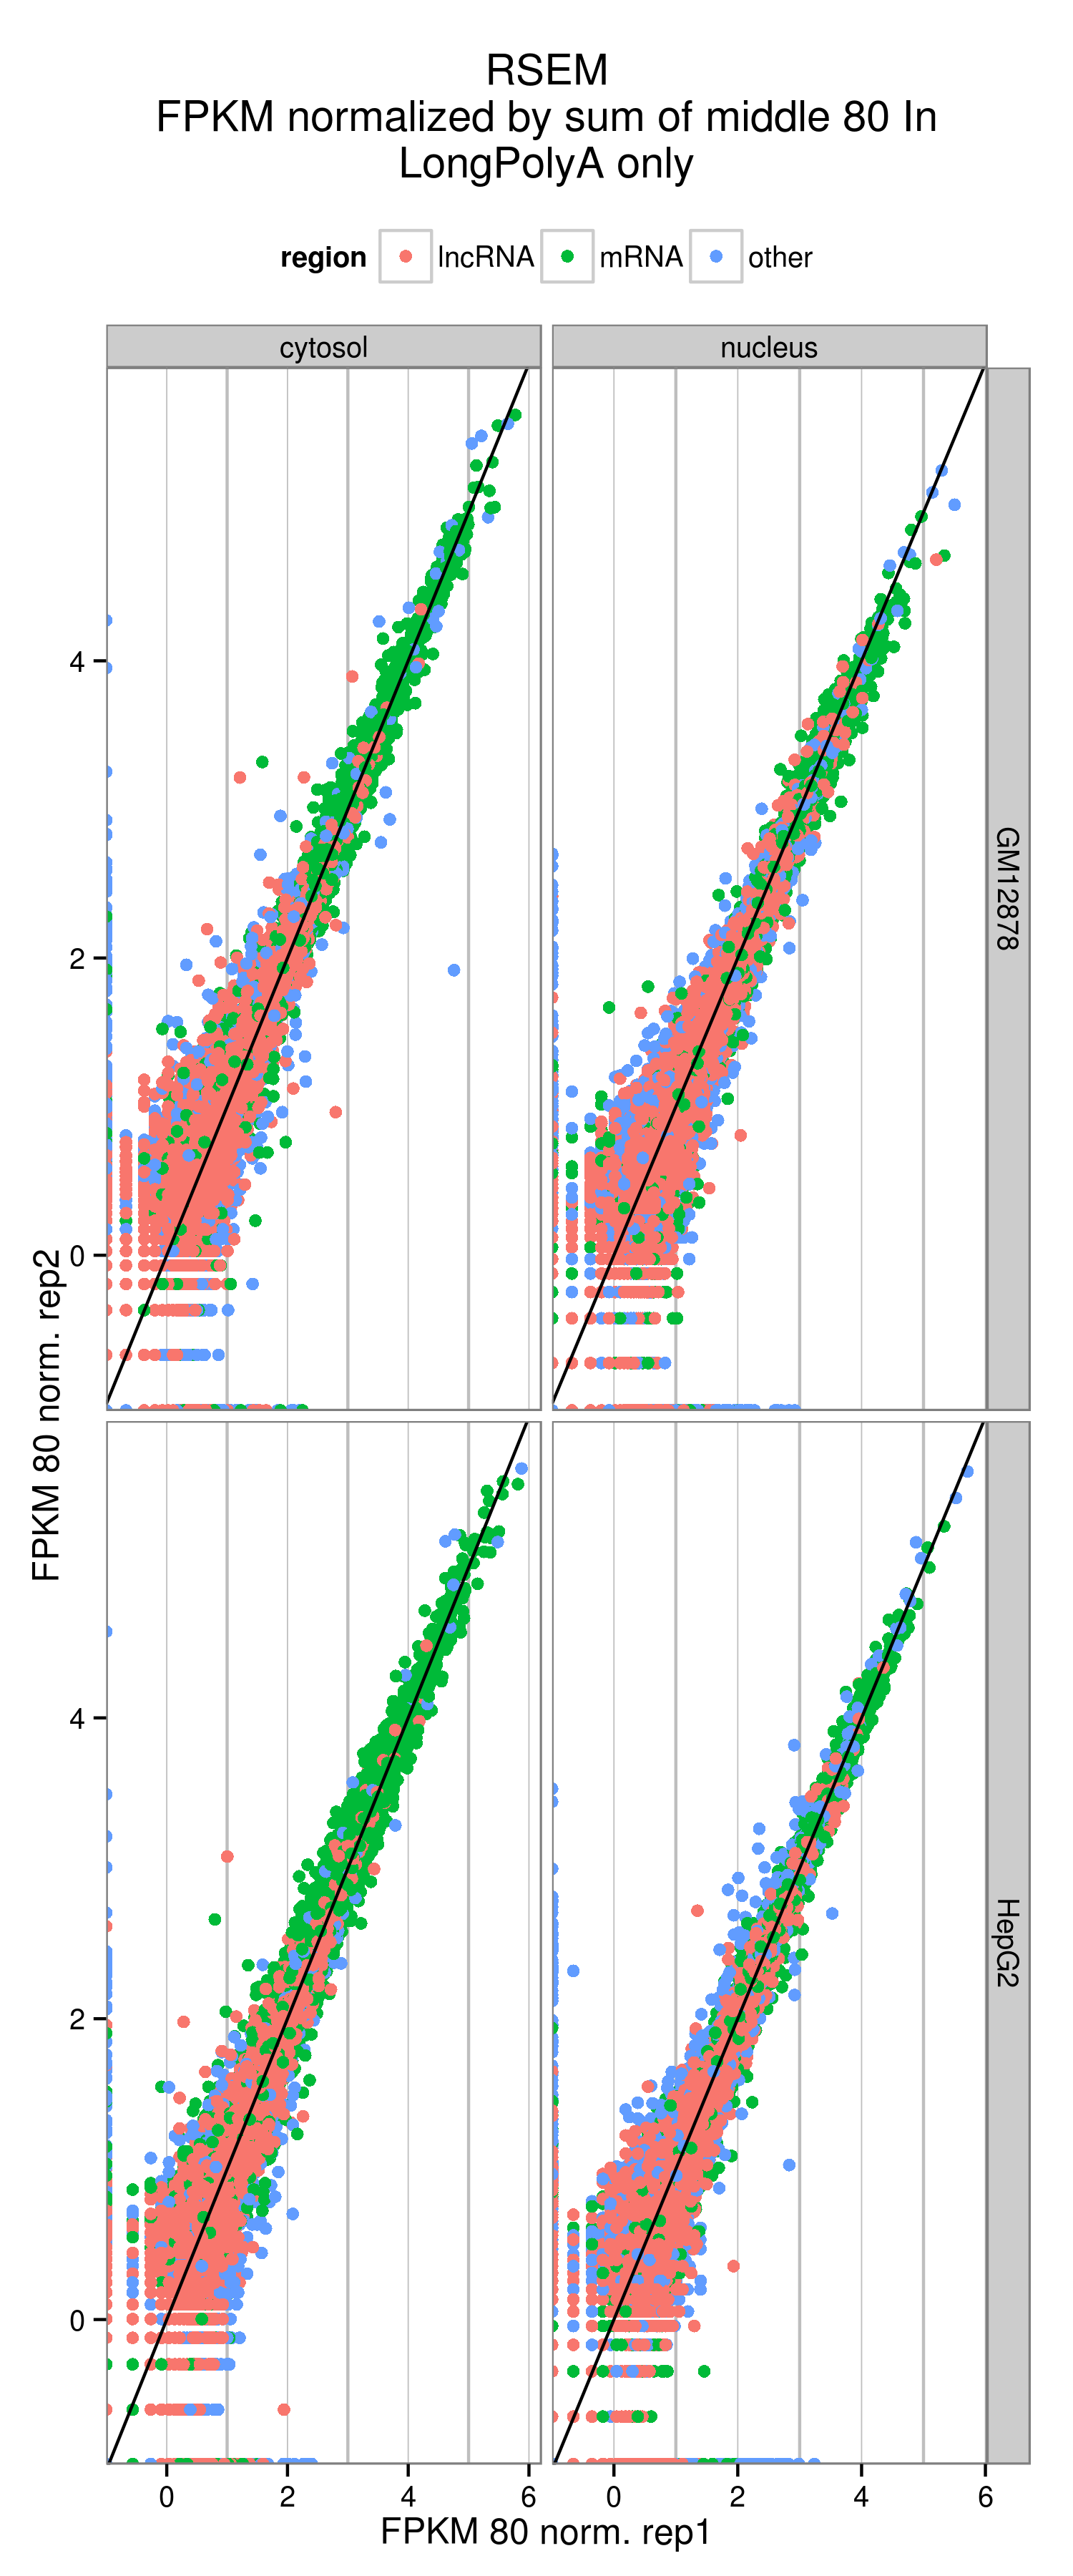 RSEM
FPKM normalized by sum of middle 80 In
LongPolyA only
region lncRNA mRNA other
cytosol nucleus
GM12878
4
2
0
FPKM 80 norm. rep2
HepG2
4
2
0
0 2 4 6 0 2 4 6
FPKM 80 norm. rep1